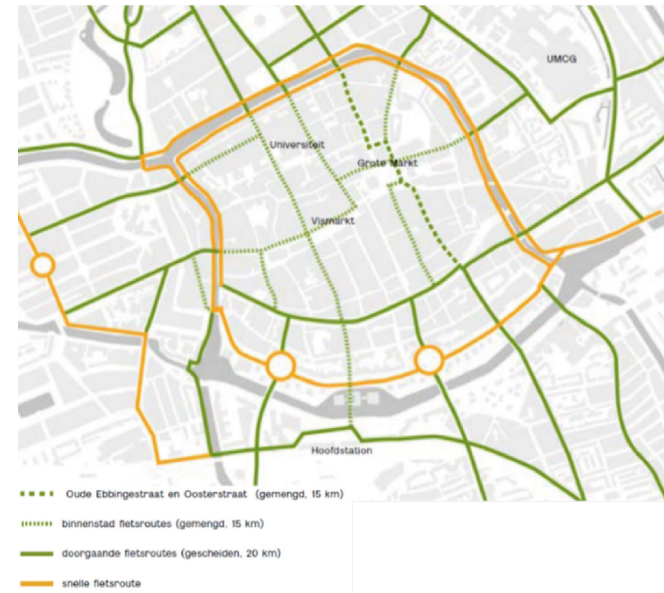 UMCG
Universiteit
Grote Markt
Vismarkt
Hoofdstation
Oude Ebbingestraat en Oosterstraat (gemengd, 15 km)
binnenstad fietsroutes (gemengd, 15 km)
doorgaande fietsroutes (gescheiden, 20 km)
snelle fietsroute